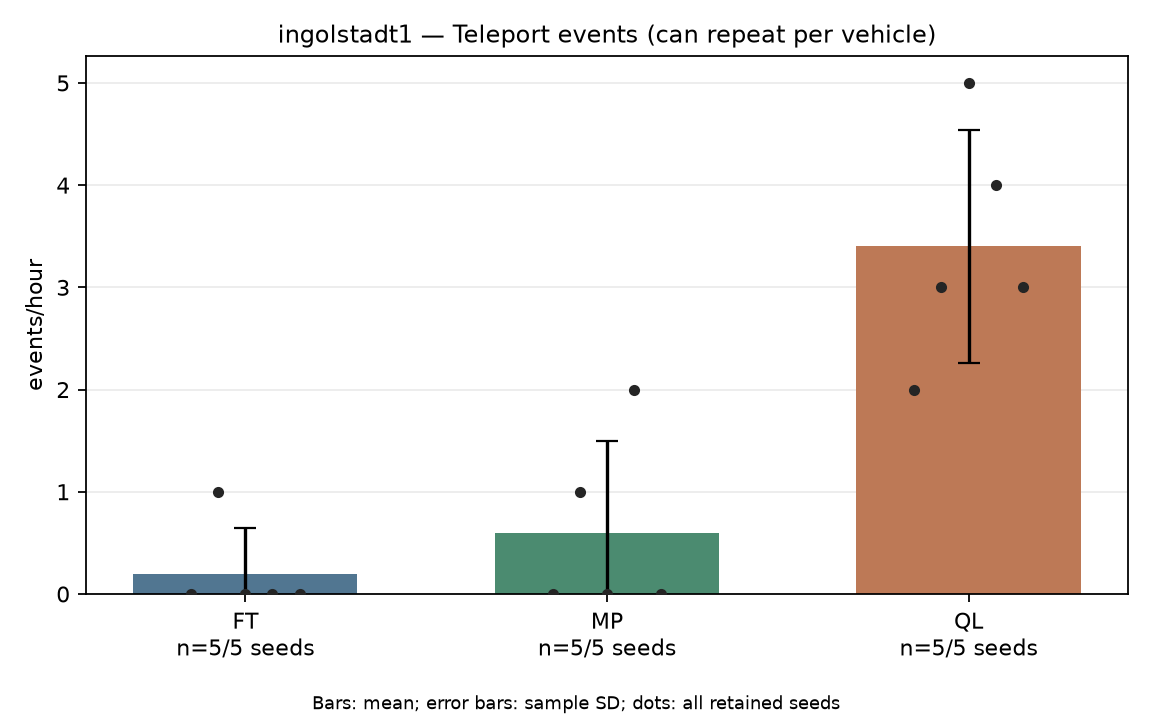 ingolstadt1 — Teleport events (can repeat per vehicle)
events/hour
5
4
3
2
1
0
FT
n=5/5 seeds
MP
n=5/5 seeds
QL
n=5/5 seeds
Bars: mean; error bars: sample SD; dots: all retained seeds